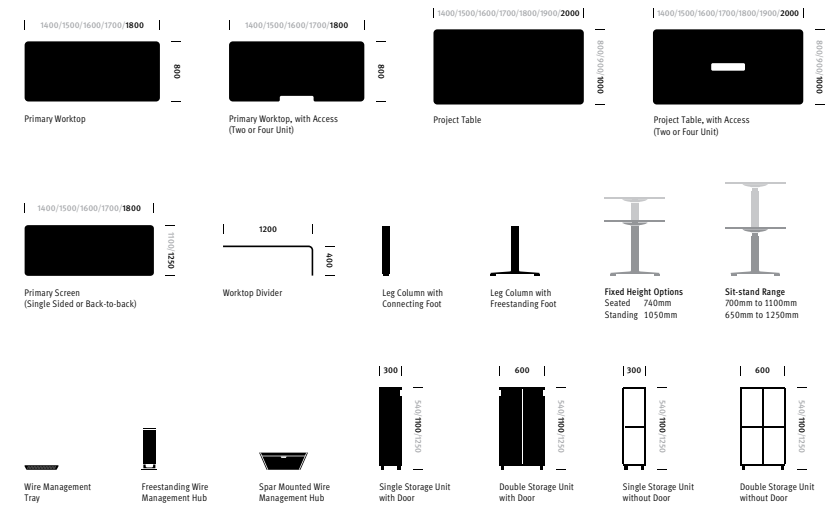 1400/1500/1600/1700/1800
800
Primary Worktop
1400/1500/1600/1700/1800
800
Primary Worktop, with Access
(Two or Four Unit)
1400/1500/1600/1700/1800/1900/2000
800/900/1000
Project Table
1400/1500/1600/1700/1800/1900/2000
800/900/1000
Project Table, with Access
(Two or Four Unit)
1400/1500/1600/1700/1800
1100/1250
Primary Screen
(Single Sided or Back-to-back)
1200
400
Worktop Divider
Leg Column with
Connecting Foot
Leg Column with
Freestanding Foot
Fixed Height Options
Seated 740mm
Standing 1050mm
Sit-stand Range
700mm to 1100mm
650mm to 1250mm
Wire Management
Tray
Freestanding Wire
Management Hub
Spar Mounted Wire
Management Hub
300
540/1100/1250
Single Storage Unit
with Door
600
540/1100/1250
Double Storage Unit
with Door
300
540/1100/1250
Single Storage Unit
without Door
600
540/1100/1250
Double Storage Unit
without Door